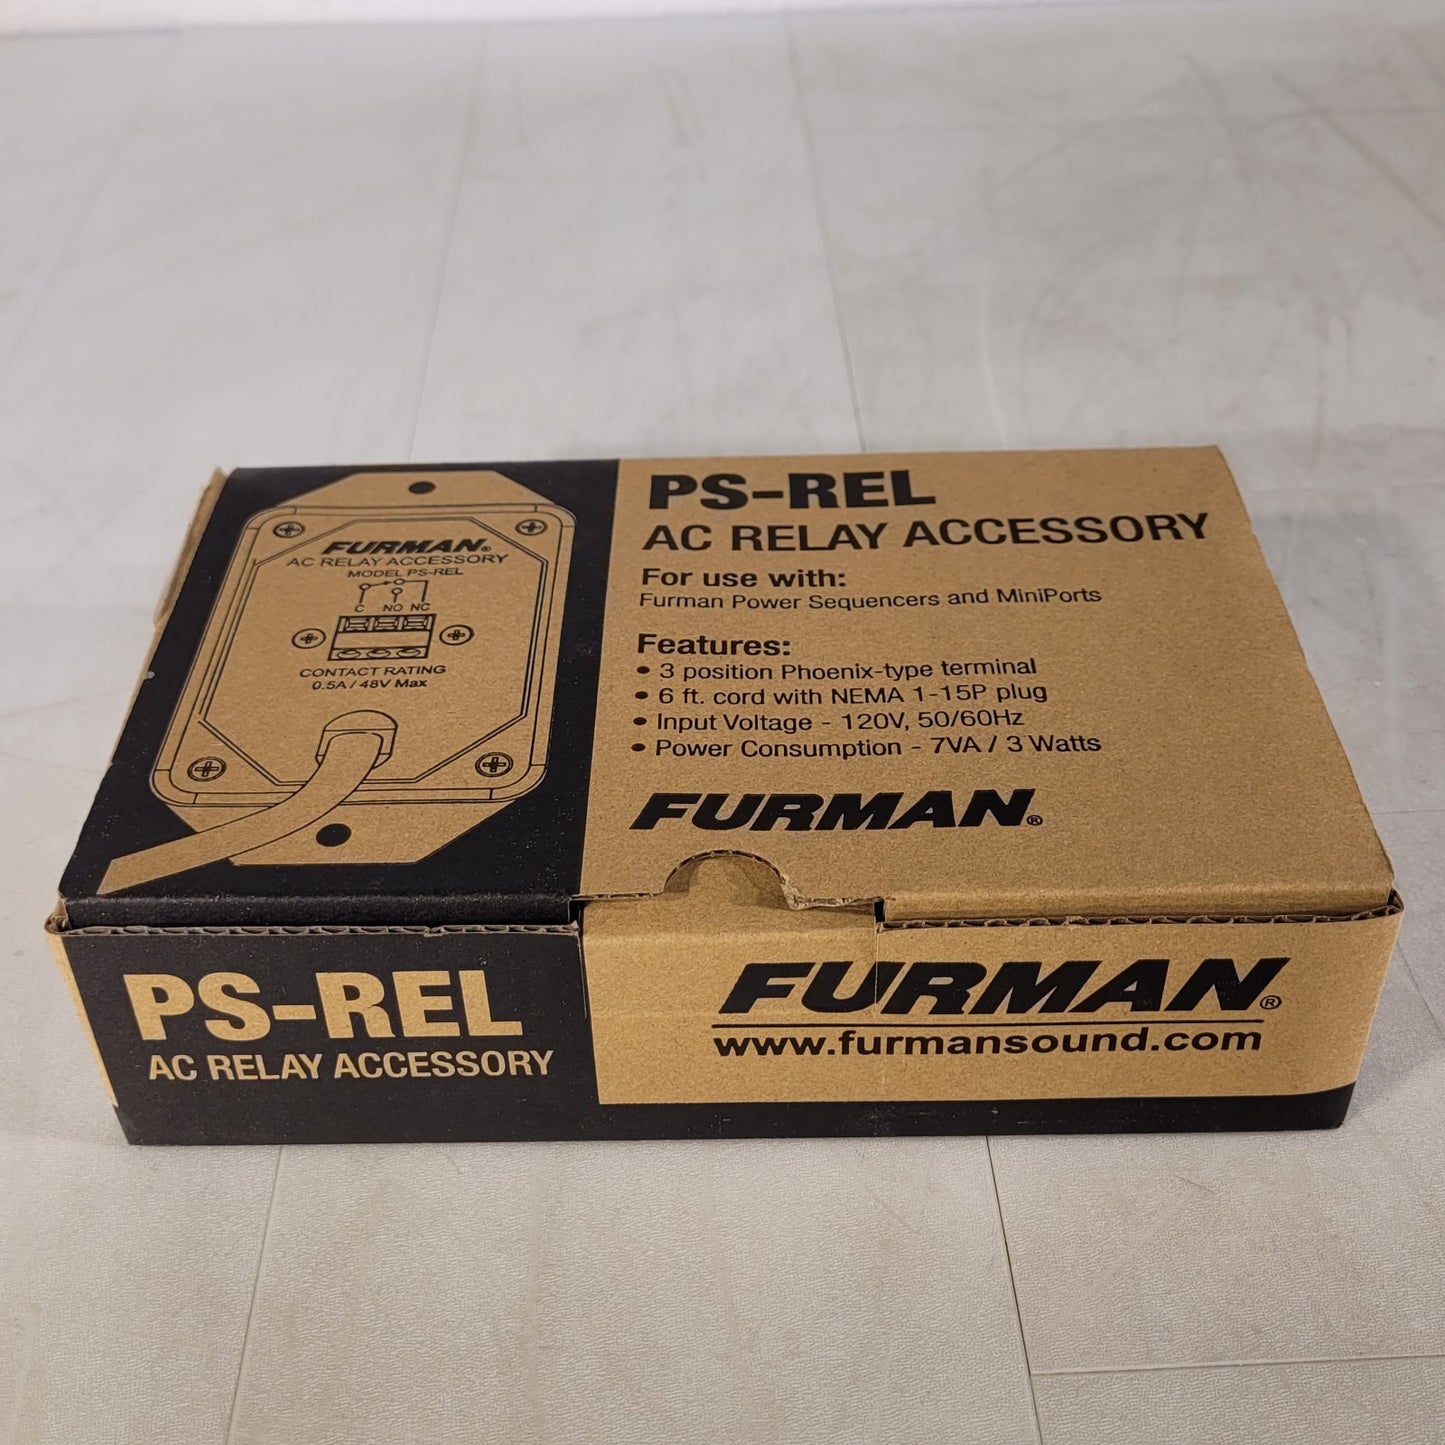 FURMAN®
AC RELAY ACCESSORY
MODEL PS-REL
C NO NC
CONTACT RATING
0.5A / 48V Max
PS-REL
AC RELAY ACCESSORY
For use with:
Furman Power Sequencers and MiniPorts
Features:
• 3 position Phoenix-type terminal
• 6 ft. cord with NEMA 1-15P plug
• Input Voltage - 120V, 50/60Hz
• Power Consumption - 7VA / 3 Watts
FURMAN®
PS-REL
AC RELAY ACCESSORY
FURMAN®
www.furmansound.com